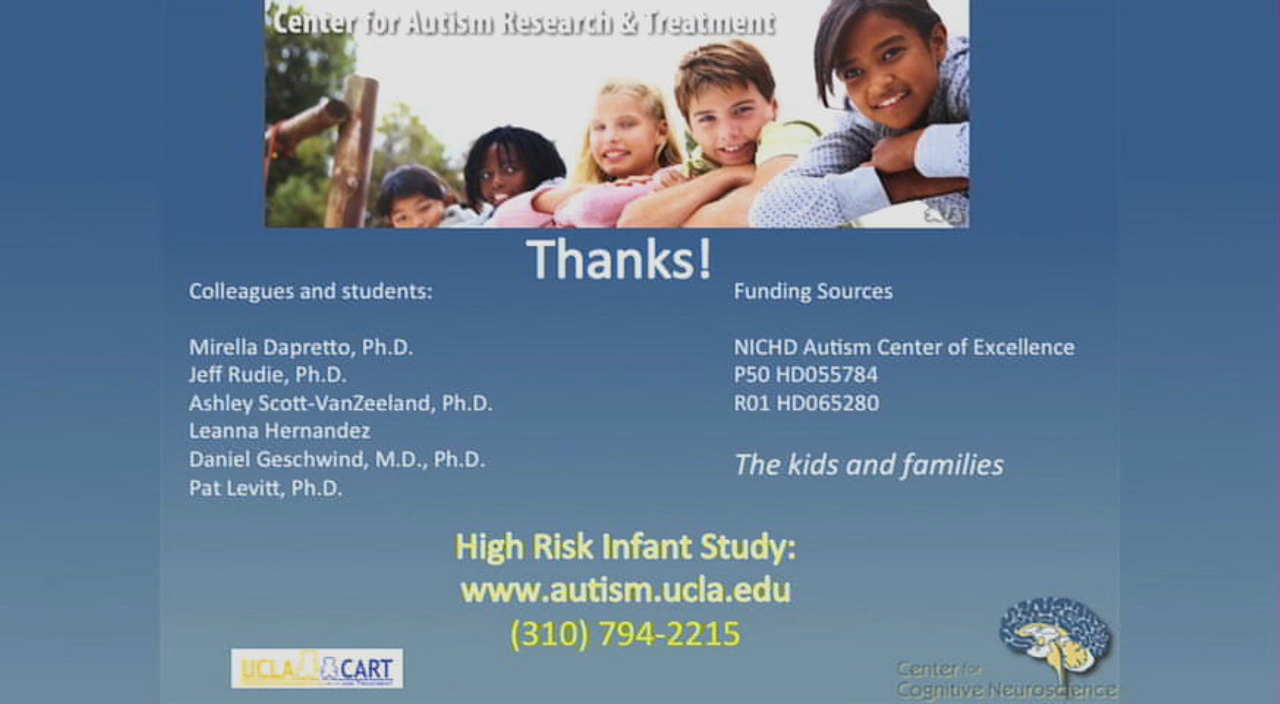 Center for Autism Research & Treatment
Thanks!
Colleagues and students:
Mirella Dapretto, Ph.D.
Jeff Rudie, Ph.D.
Ashley Scott-VanZeeland, Ph.D.
Leanna Hernandez
Daniel Geschwind, M.D., Ph.D.
Pat Levitt, Ph.D.
Funding Sources
NICHD Autism Center of Excellence
P50 HD055784
R01 HD065280
The kids and families
High Risk Infant Study:
www.autism.ucla.edu
(310) 794-2215
UCLA CART
Center for
Cognitive Neuroscience